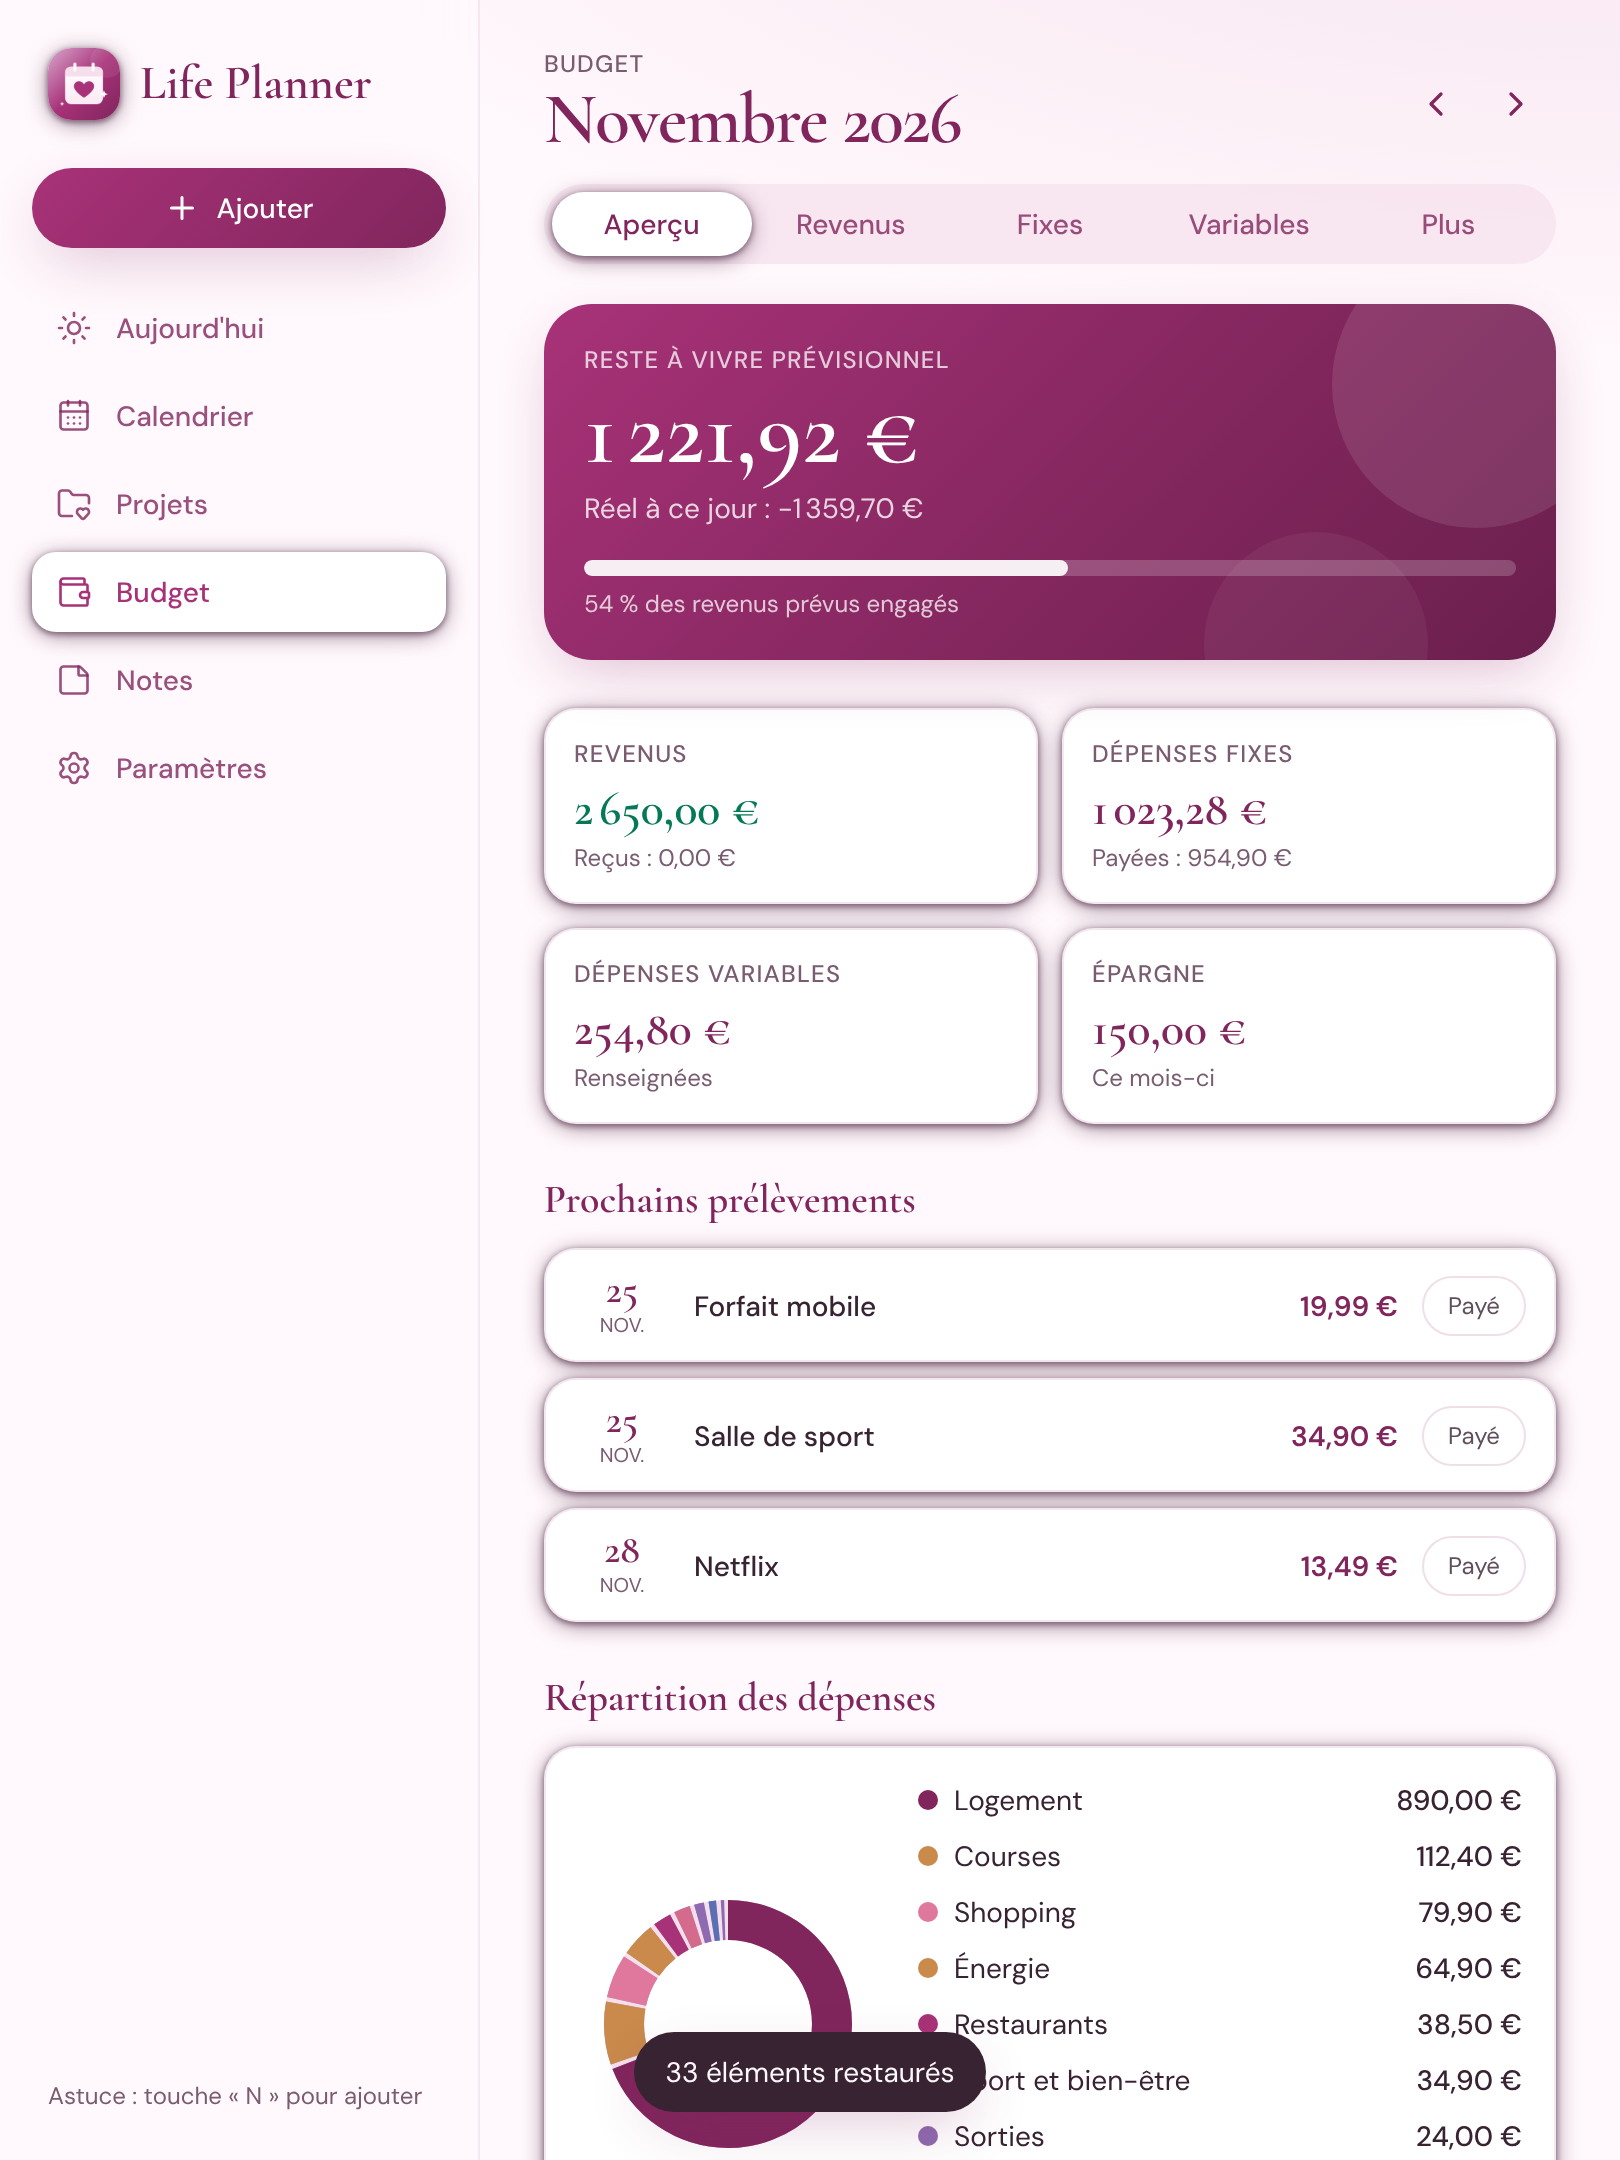 Life Planner
Ajouter
Aujourd'hui
Calendrier
Projets
Budget
Notes
Paramètres
Astuce : touche « N » pour ajouter
BUDGET
Novembre 2026
Aperçu
Revenus
Fixes
Variables
Plus
RESTE À VIVRE PRÉVISIONNEL
1 221,92 €
Réel à ce jour : -1 359,70 €
54 % des revenus prévus engagés
REVENUS
2 650,00 €
Reçus : 0,00 €
DÉPENSES FIXES
1 023,28 €
Payées : 954,90 €
DÉPENSES VARIABLES
254,80 €
Renseignées
ÉPARGNE
150,00 €
Ce mois-ci
Prochains prélèvements
25
NOV.
Forfait mobile
19,99 €
Payé
25
NOV.
Salle de sport
34,90 €
Payé
28
NOV.
Netflix
13,49 €
Payé
Répartition des dépenses
Logement 890,00 €
Courses 112,40 €
Shopping 79,90 €
Énergie 64,90 €
Restaurants 38,50 €
et bien-être 34,90 €
Sorties 24,00 €
33 éléments restaurés